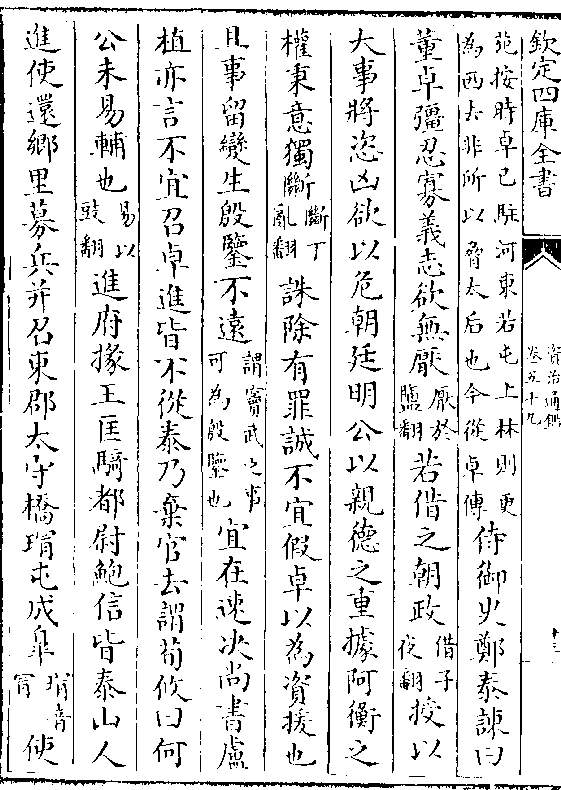 欽定四庫全書
資治通鑑
卷五十九
十三
苑按時卓已駐河東若屯上林則更
為西去非所以脅太后也今從卓傳侍御史鄭泰諫曰
董卓彊忍寡義志欲無厭厭於鹽翻若借之朝政借子夜翻授以
大事將恣凶欲以危朝廷明公以親德之重據阿衡之
權秉意獨斷斷丁亂翻誅除有罪誠不宜假卓以為資援也
且事留變生殷鑒不遠謂竇武之事可為殷鑒也宜在速決尚書盧
植亦言不宜召卓進皆不從泰乃棄官去謂荀攸曰何
公未易輔也易以豉翻進府掾王匡騎都尉鮑信皆泰山人
進使還鄉里募兵并召東郡太守橋瑁屯成皐瑁音冐使